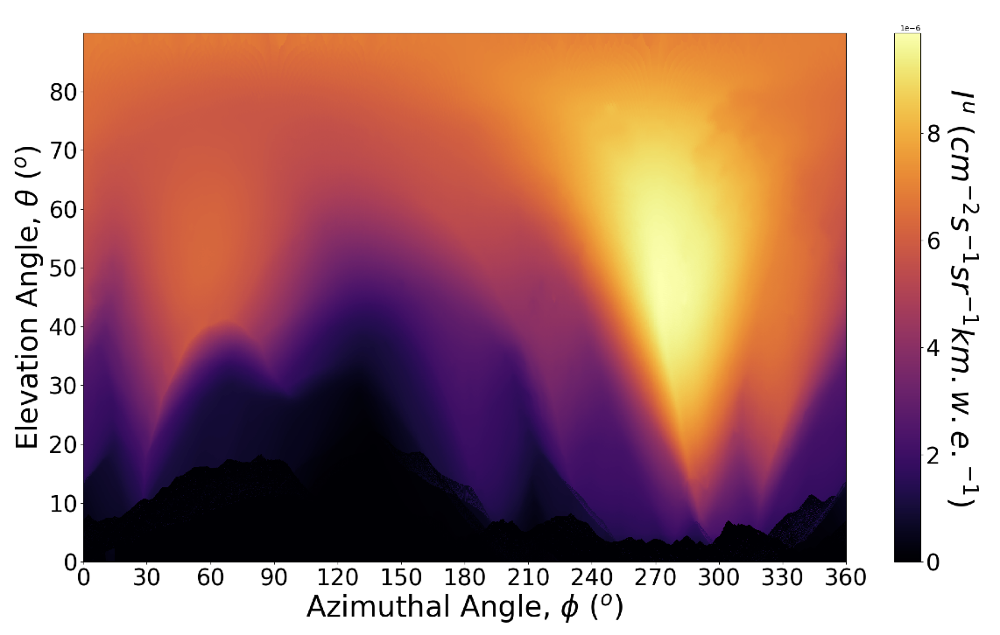 1e−6
80
70
60
50
40
30
20
10
0
Elevation Angle, θ (°)
0 30 60 90 120 150 180 210 240 270 300 330 360
Azimuthal Angle, ϕ (°)
8
6
4
2
0
Iᵘ (cm⁻²s⁻¹sr⁻¹km.w.e.⁻¹)